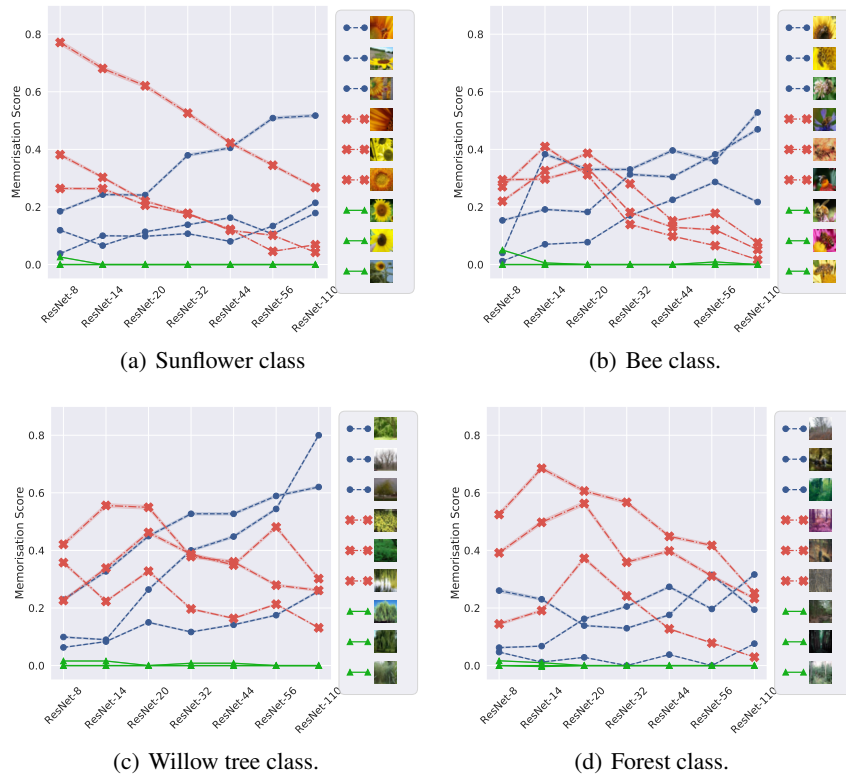 0.8
0.6
0.4
0.2
0.0
Memorisation Score
ResNet-8
ResNet-14
ResNet-20
ResNet-32
ResNet-44
ResNet-56
ResNet-110
(a) Sunflower class
0.8
0.6
0.4
0.2
0.0
Memorisation Score
ResNet-8
ResNet-14
ResNet-20
ResNet-32
ResNet-44
ResNet-56
ResNet-110
(b) Bee class.
0.8
0.6
0.4
0.2
0.0
Memorisation Score
ResNet-8
ResNet-14
ResNet-20
ResNet-32
ResNet-44
ResNet-56
ResNet-110
(c) Willow tree class.
0.8
0.6
0.4
0.2
0.0
Memorisation Score
ResNet-8
ResNet-14
ResNet-20
ResNet-32
ResNet-44
ResNet-56
ResNet-110
(d) Forest class.